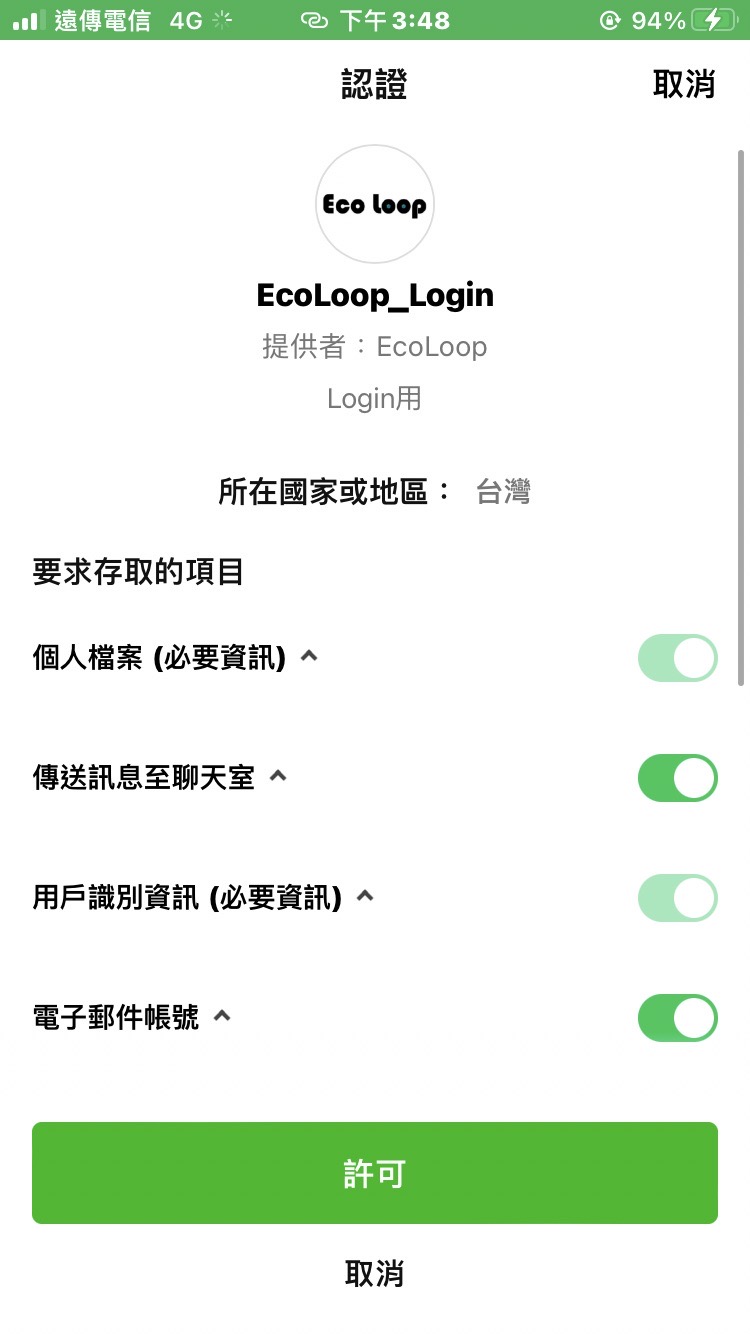 遠傳電信 4G 下午3:48 94%
認證 取消
Eco Loop
EcoLoop_Login
提供者：EcoLoop
Login用
所在國家或地區： 台灣
要求存取的項目
個人檔案 (必要資訊)
傳送訊息至聊天室
用戶識別資訊 (必要資訊)
電子郵件帳號
許可
取消